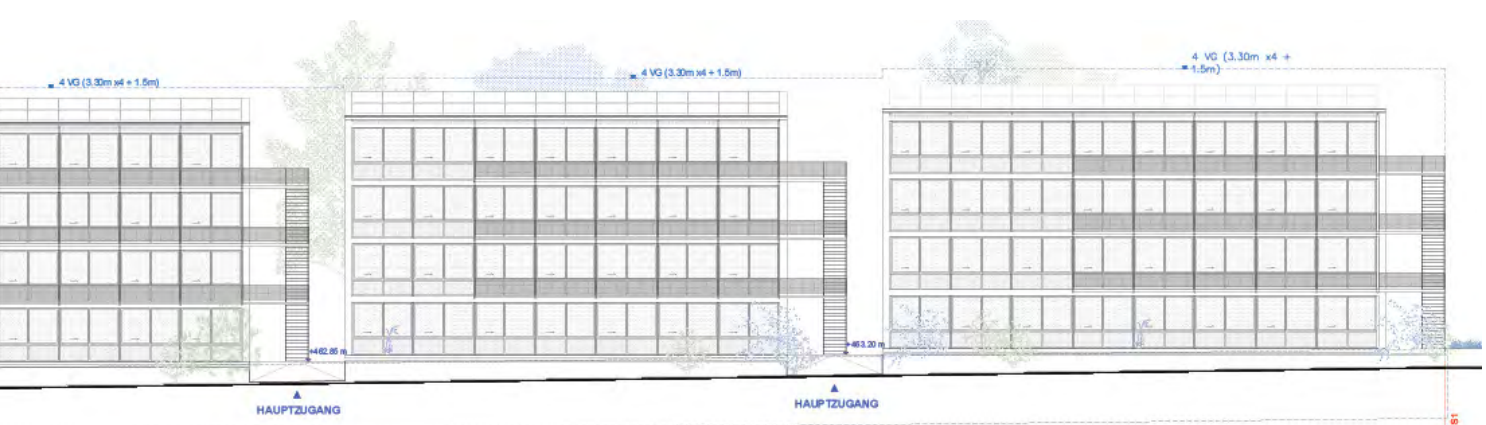 4 VG (3.30m x4 + 1.5m)
4 VG (3.30m x4 + 1.5m)
4 VG (3.30m x4 +
1.5m)
+462.85 m
+463.20 m
HAUPTZUGANG
HAUPTZUGANG
S1